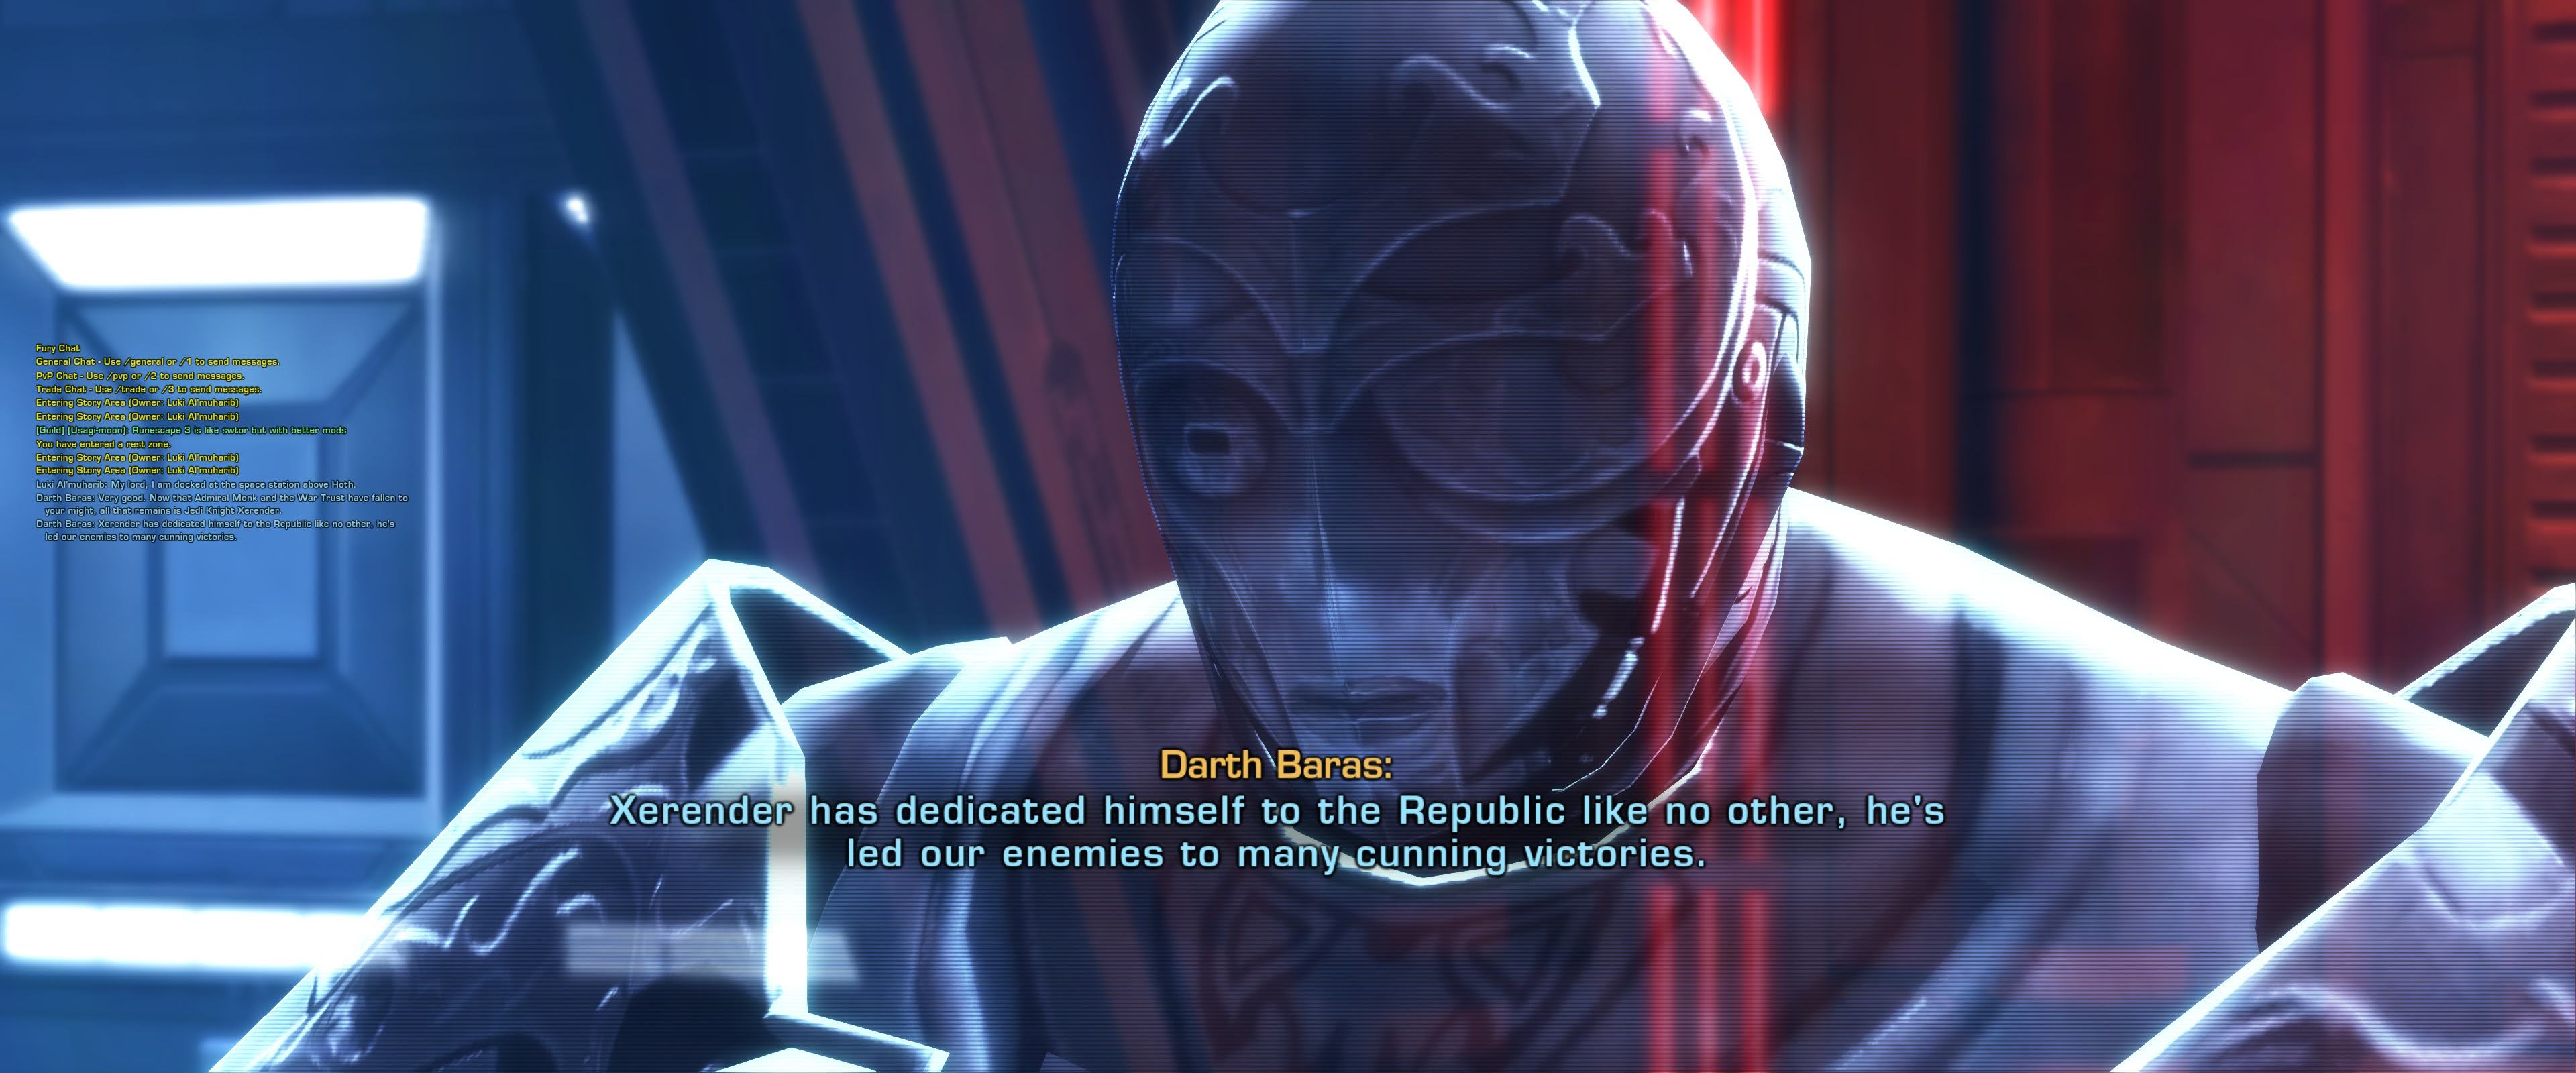 Fury Chat
General Chat - Use /general or /1 to send messages.
PvP Chat - Use /pvp or /2 to send messages.
Trade Chat - Use /trade or /3 to send messages.
Entering Story Area (Owner: Luki Al'muharib)
Entering Story Area (Owner: Luki Al'muharib)
[Guild] [Usagi-moon]: Runescape 3 is like swtor but with better mods
You have entered a rest zone.
Entering Story Area (Owner: Luki Al'muharib)
Entering Story Area (Owner: Luki Al'muharib)
Luki Al'muharib: My lord, I am docked at the space station above Hoth.
Darth Baras: Very good. Now that Admiral Monk and the War Trust have fallen to
your might, all that remains is Jedi Knight Xerender.
Darth Baras: Xerender has dedicated himself to the Republic like no other, he's
led our enemies to many cunning victories.
Darth Baras:
Xerender has dedicated himself to the Republic like no other, he's
led our enemies to many cunning victories.